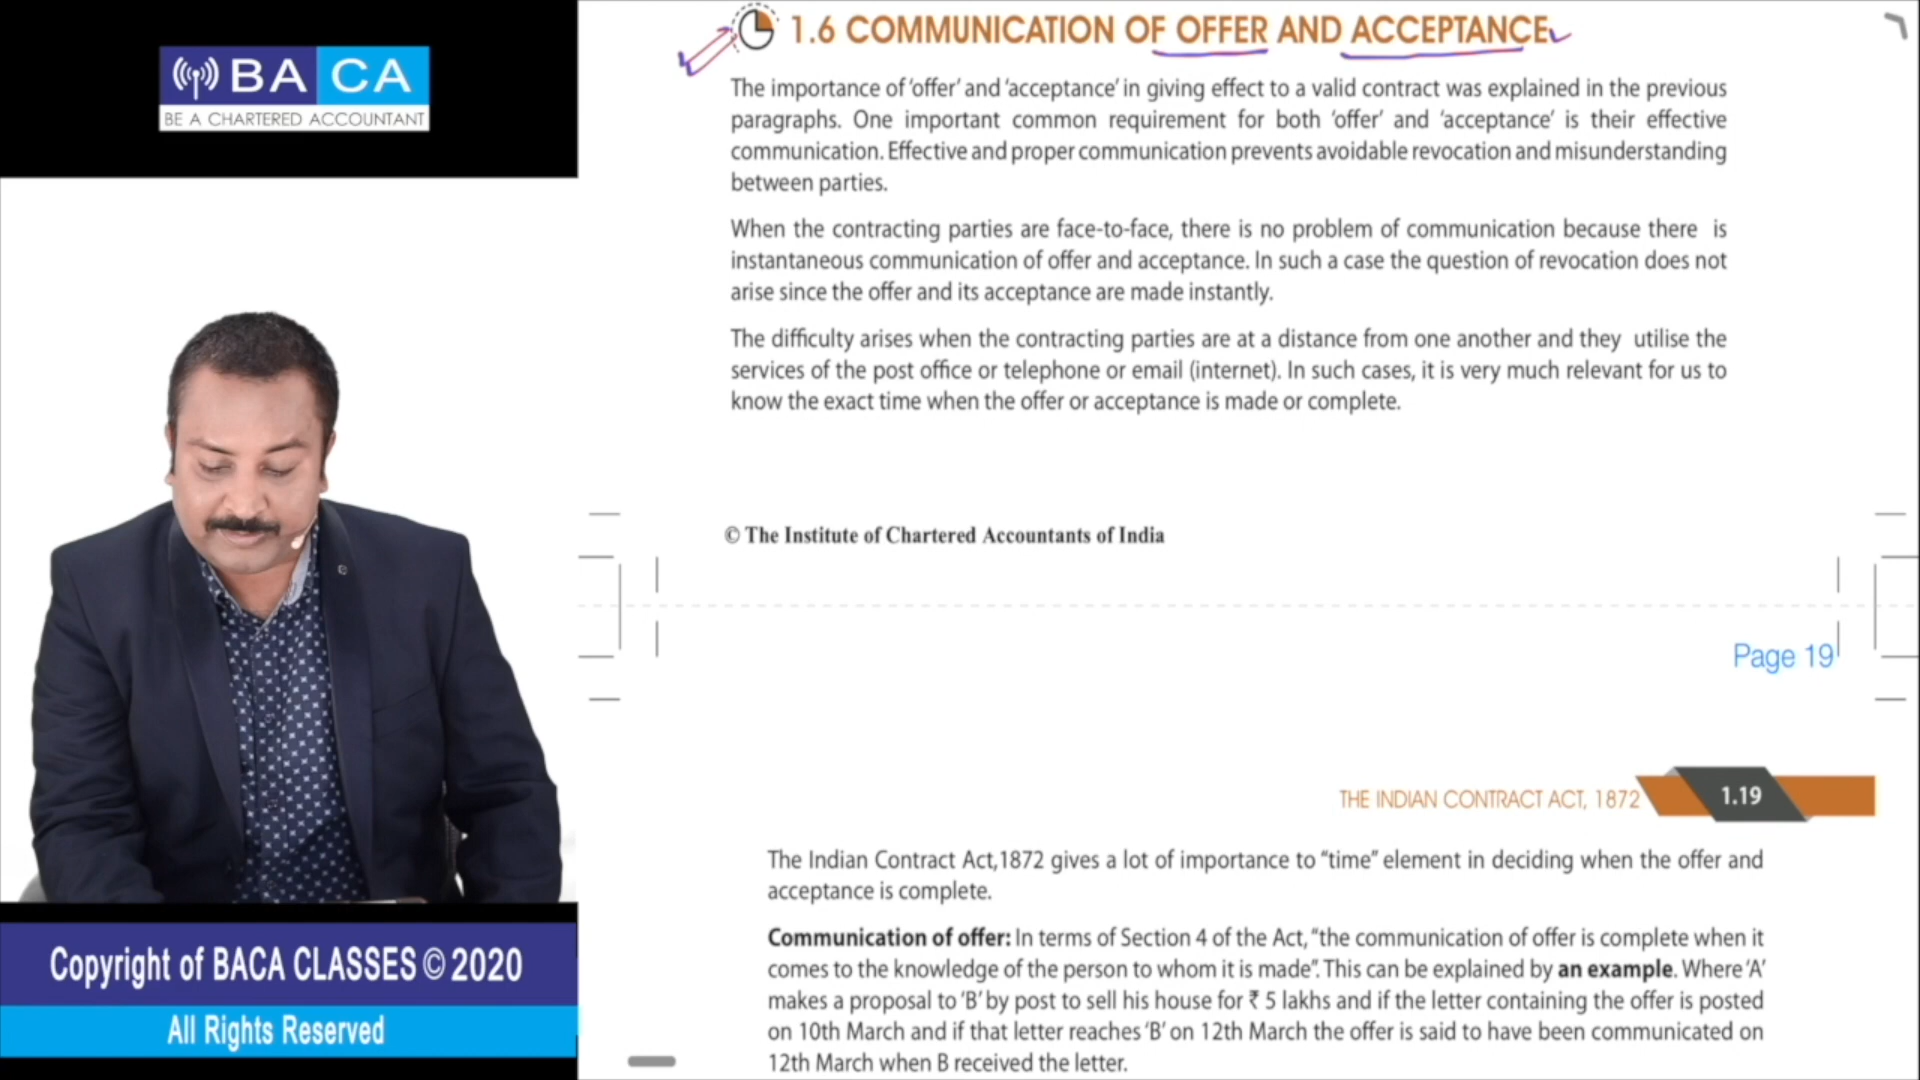 BACA
BE A CHARTERED ACCOUNTANT
1.6 COMMUNICATION OF OFFER AND ACCEPTANCE
The importance of ‘offer’ and ‘acceptance’ in giving effect to a valid contract was explained in the previous
paragraphs. One important common requirement for both ‘offer’ and ‘acceptance’ is their effective
communication. Effective and proper communication prevents avoidable revocation and misunderstanding
between parties.
When the contracting parties are face-to-face, there is no problem of communication because there is
instantaneous communication of offer and acceptance. In such a case the question of revocation does not
arise since the offer and its acceptance are made instantly.
The difficulty arises when the contracting parties are at a distance from one another and they utilise the
services of the post office or telephone or email (internet). In such cases, it is very much relevant for us to
know the exact time when the offer or acceptance is made or complete.
© The Institute of Chartered Accountants of India
Page 19
THE INDIAN CONTRACT ACT, 1872 1.19
The Indian Contract Act,1872 gives a lot of importance to “time” element in deciding when the offer and
acceptance is complete.
Communication of offer: In terms of Section 4 of the Act, “the communication of offer is complete when it
comes to the knowledge of the person to whom it is made”. This can be explained by an example. Where ‘A’
makes a proposal to ‘B’ by post to sell his house for ₹ 5 lakhs and if the letter containing the offer is posted
on 10th March and if that letter reaches ‘B’ on 12th March the offer is said to have been communicated on
12th March when B received the letter.
Copyright of BACA CLASSES © 2020
All Rights Reserved